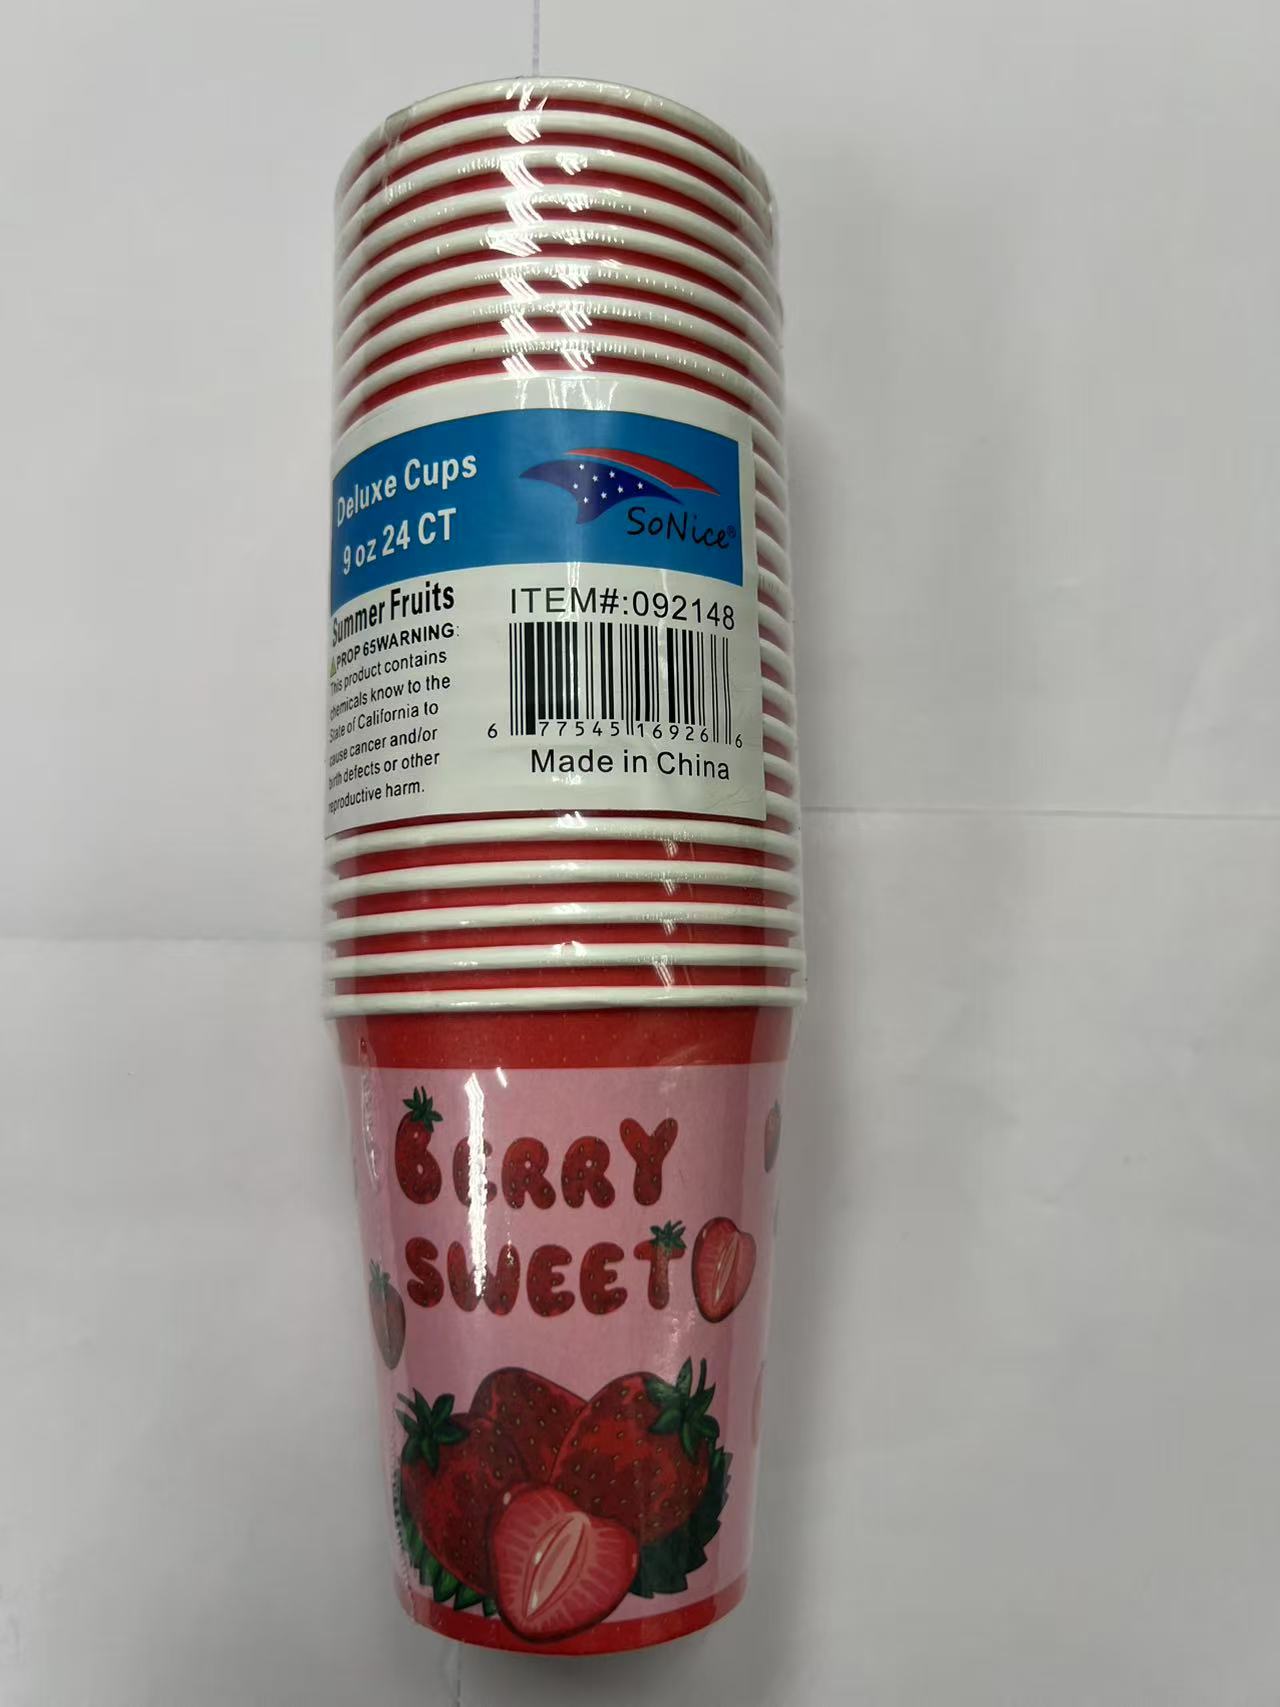 Deluxe Cups
9 oz 24 CT
SoNice®
Summer Fruits
PROP 65WARNING:
This product contains
chemicals know to the
State of California to
cause cancer and/or
birth defects or other
reproductive harm.
ITEM#:092148
6 77545 16926 6
Made in China
BERRY
SWEET